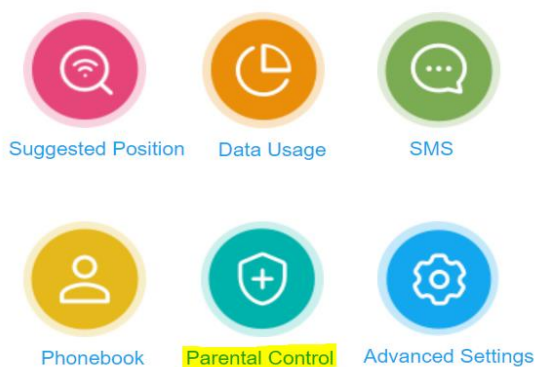 Suggested Position
Data Usage
SMS
Phonebook
Parental Control
Advanced Settings